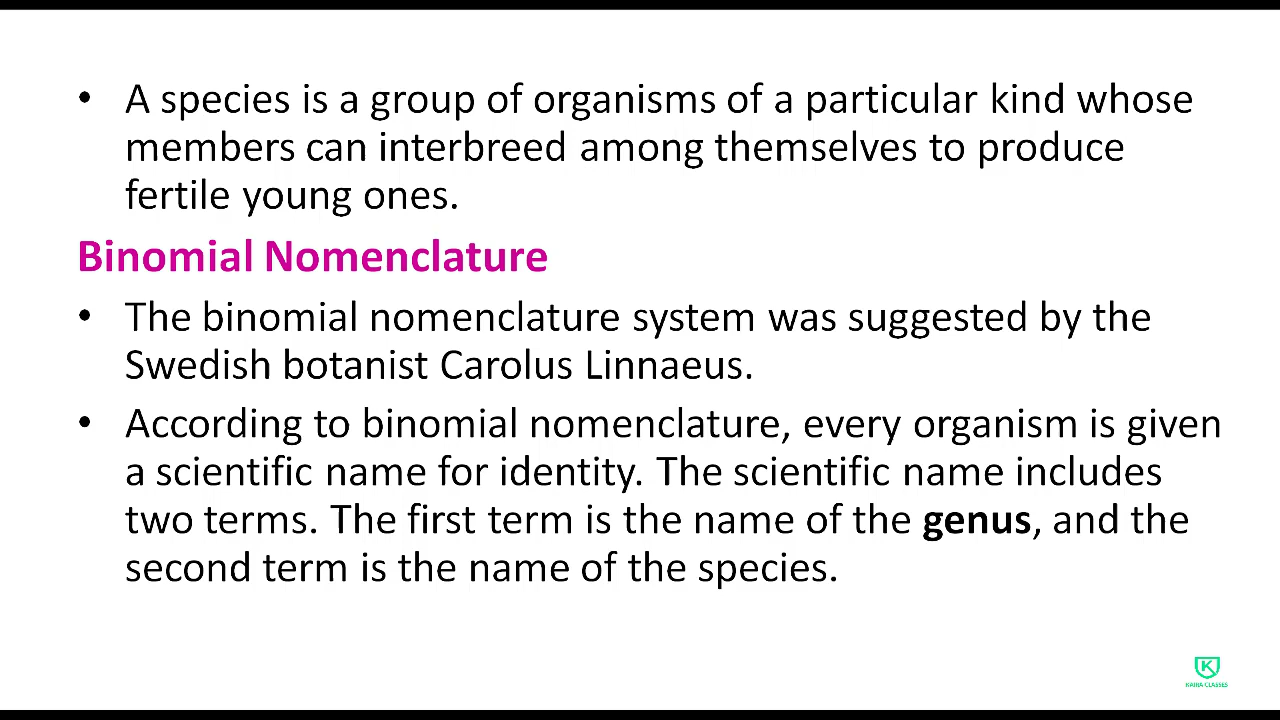 • A species is a group of organisms of a particular kind whose
members can interbreed among themselves to produce
fertile young ones.
Binomial Nomenclature
• The binomial nomenclature system was suggested by the
Swedish botanist Carolus Linnaeus.
• According to binomial nomenclature, every organism is given
a scientific name for identity. The scientific name includes
two terms. The first term is the name of the genus, and the
second term is the name of the species.
K
CLASSES